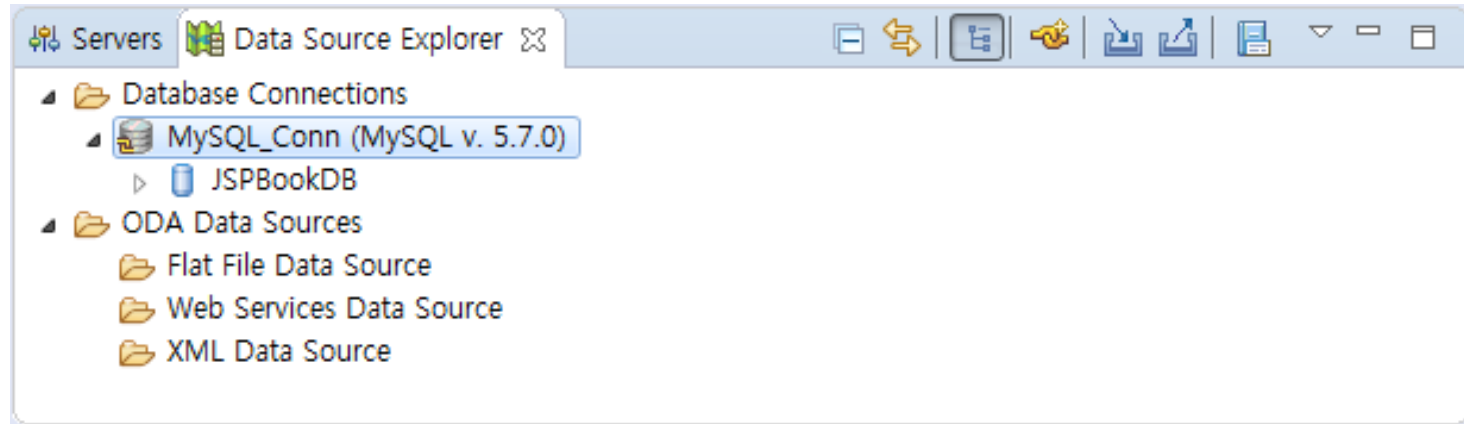 Servers Data Source Explorer
Database Connections
MySQL_Conn (MySQL v. 5.7.0)
JSPBookDB
ODA Data Sources
Flat File Data Source
Web Services Data Source
XML Data Source